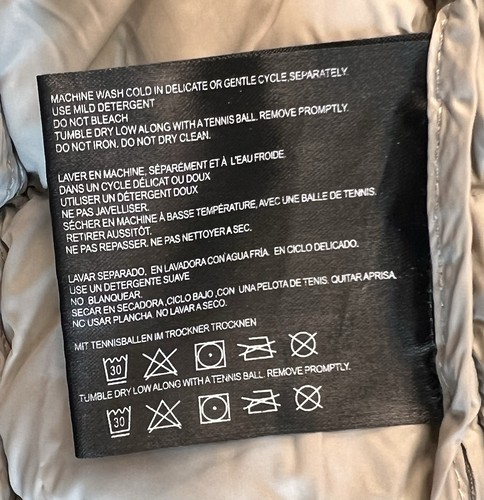 MACHINE WASH COLD IN DELICATE OR GENTLE CYCLE,SEPARATELY.
USE MILD DETERGENT
DO NOT BLEACH
TUMBLE DRY LOW ALONG WITH A TENNIS BALL. REMOVE PROMPTLY.
DO NOT IRON, DO NOT DRY CLEAN.
LAVER EN MACHINE, SÉPARÉMENT ET À L'EAU FROIDE.
DANS UN CYCLE DÉLICAT OU DOUX
UTILISER UN DÉTERGENT DOUX
NE PAS JAVELLISER.
SÉCHER EN MACHINE À BASSE TEMPÉRATURE, AVEC UNE BALLE DE TENNIS.
RETIRER AUSSITÔT.
NE PAS REPASSER. NE PAS NETTOYER A SEC.
LAVAR SEPARADO, EN LAVADORA CON AGUA FRÍA. EN CICLO DELICADO.
USE UN DETERGENTE SUAVE
NO BLANQUEAR.
SECAR EN SECADORA ,CICLO BAJO ,CON UNA PELOTA DE TENIS. QUITAR APRISA.
NC USAR PLANCHA NO LAVAR A SECO.
MIT TENNISBALLEN IM TROCKNER TROCKNEN
30
TUMBLE DRY LOW ALONG WITH A TENNIS BALL. REMOVE PROMPTLY.
30